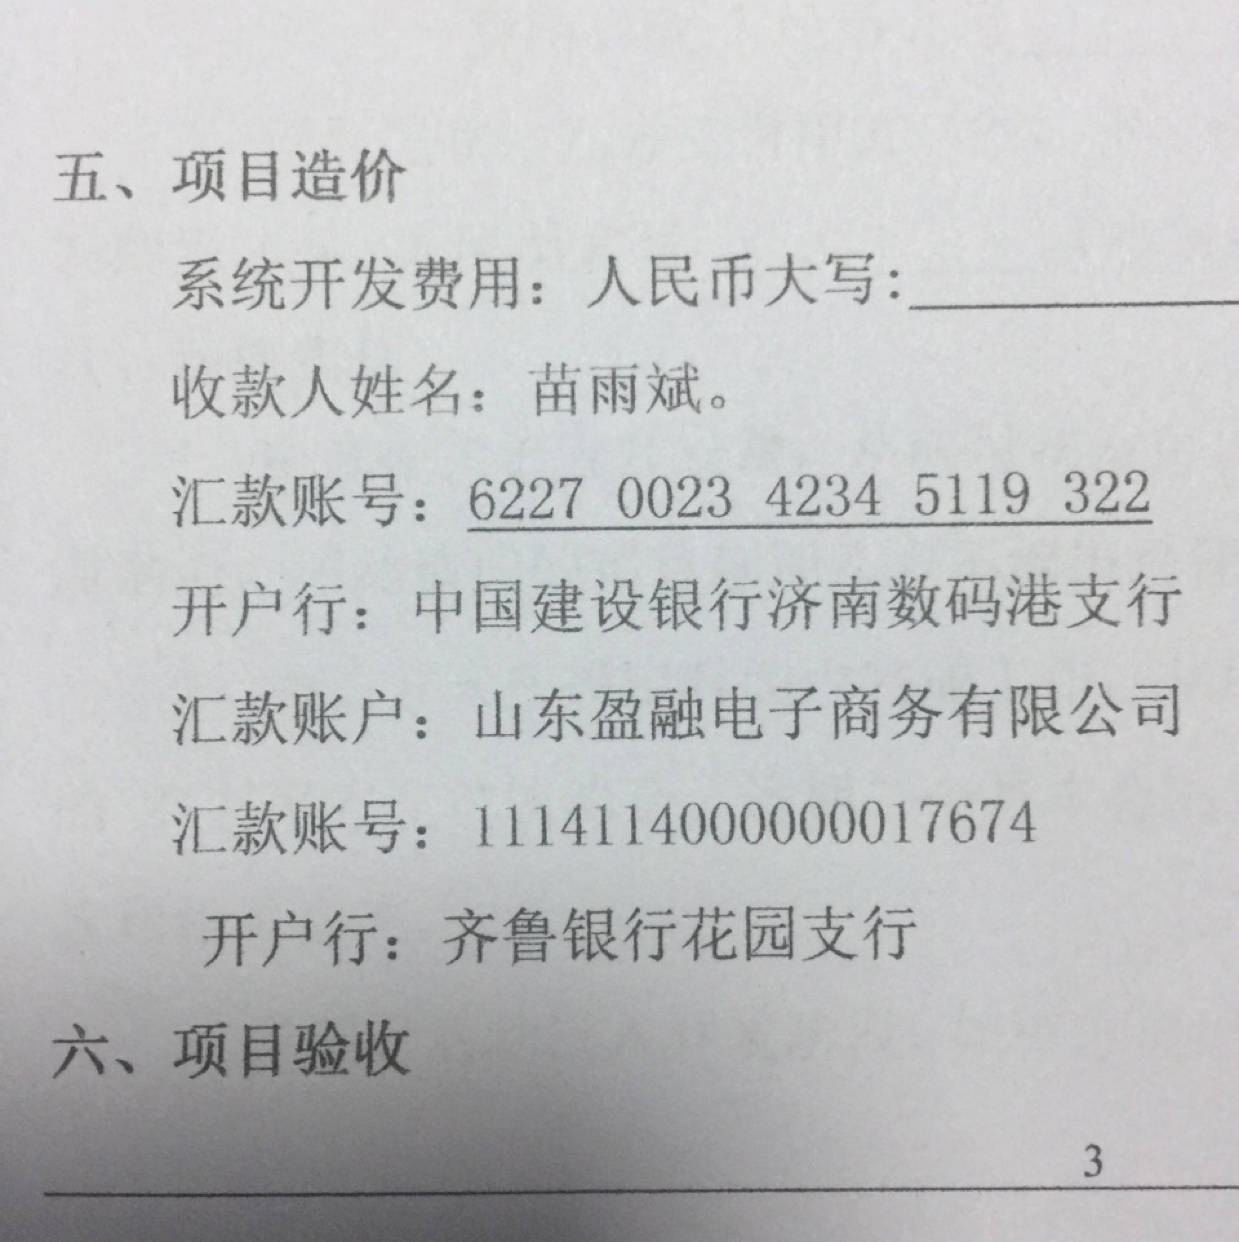 五、项目造价
系统开发费用：人民币大写:
收款人姓名：苗雨斌。
汇款账号：6227 0023 4234 5119 322
开户行：中国建设银行济南数码港支行
汇款账户：山东盈融电子商务有限公司
汇款账号：1114114000000017674
开户行：齐鲁银行花园支行
六、项目验收
3